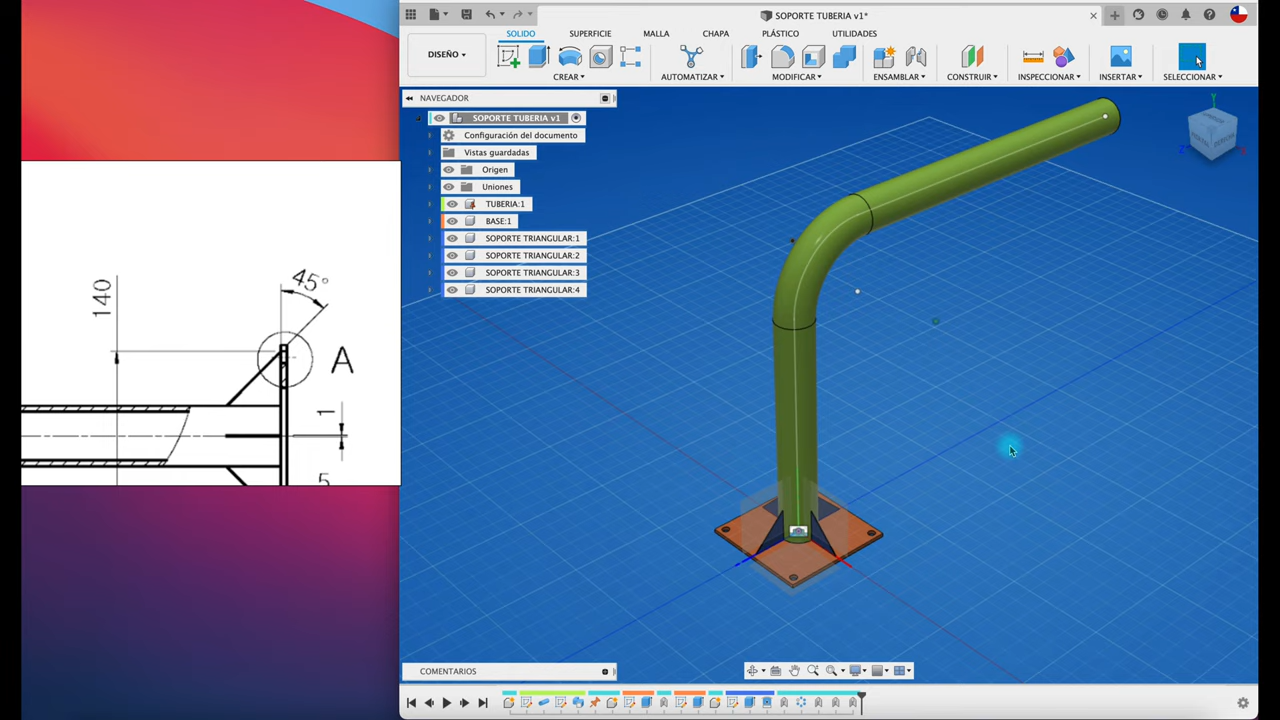 SOPORTE TUBERIA v1*
SÓLIDO SUPERFICIE MALLA CHAPA PLÁSTICO UTILIDADES
DISEÑO
CREAR AUTOMATIZAR MODIFICAR ENSAMBLAR CONSTRUIR INSPECCIONAR INSERTAR SELECCIONAR
NAVEGADOR
SOPORTE TUBERIA v1
Configuración del documento
Vistas guardadas
Origen
Uniones
TUBERIA:1
BASE:1
SOPORTE TRIANGULAR:1
SOPORTE TRIANGULAR:2
SOPORTE TRIANGULAR:3
SOPORTE TRIANGULAR:4
Y
Z
140
45°
A
1
5
COMENTARIOS